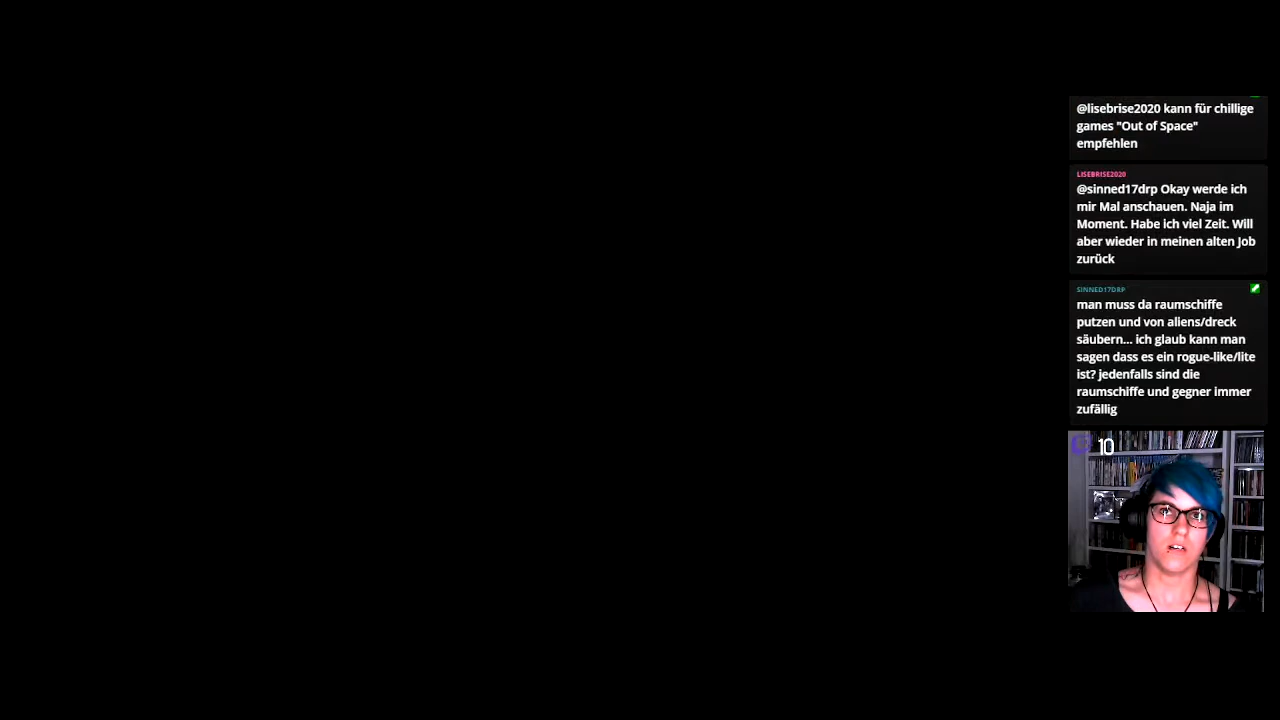 @lisebrise2020 kann für chillige
games "Out of Space"
empfehlen
LISEBRISE2020
@sinned17drp Okay werde ich
mir Mal anschauen. Naja im
Moment. Habe ich viel Zeit. Will
aber wieder in meinen alten Job
zurück
SINNED17DRP
man muss da raumschiffe
putzen und von aliens/dreck
säubern... ich glaub kann man
sagen dass es ein rogue-like/lite
ist? jedenfalls sind die
raumschiffe und gegner immer
zufällig
10